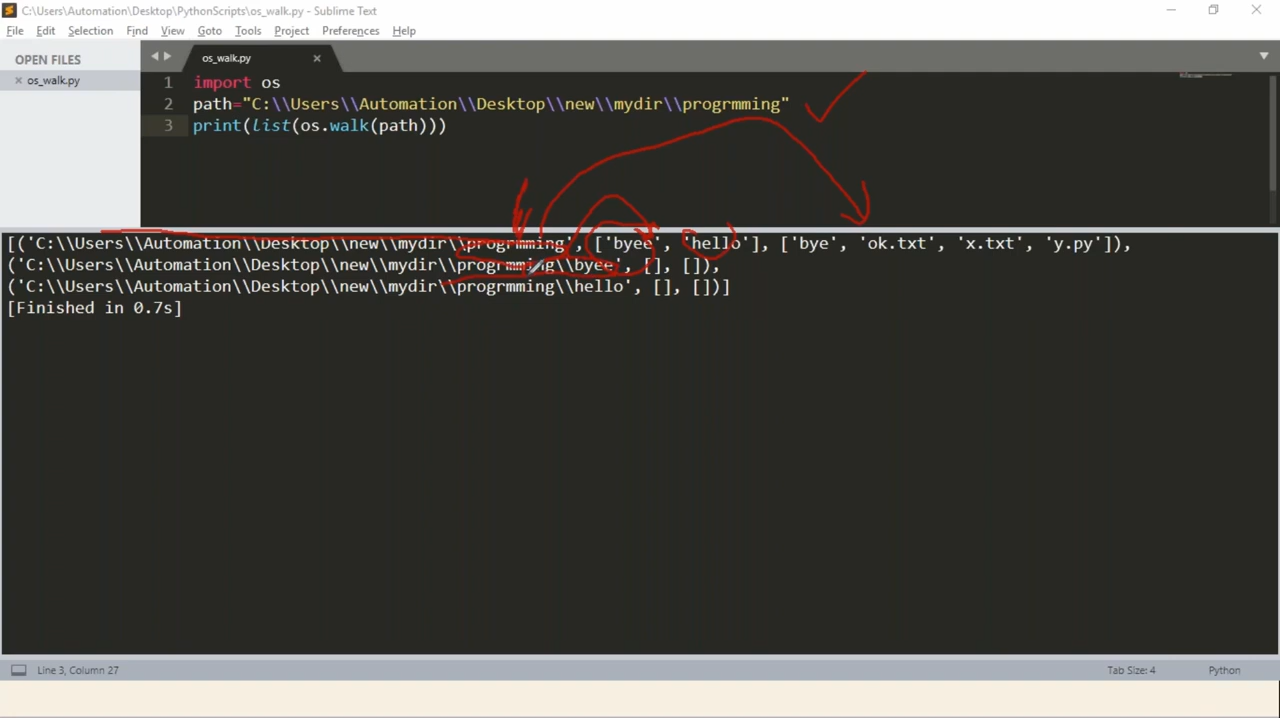 C:\Users\Automation\Desktop\PythonScripts\os_walk.py - Sublime Text
File Edit Selection Find View Goto Tools Project Preferences Help
OPEN FILES
os_walk.py
os_walk.py
1 import os
2 path="C:\\Users\\Automation\\Desktop\\new\\mydir\\progrmming"
3 print(list(os.walk(path)))
[('C:\\Users\\Automation\\Desktop\\new\\mydir\\progrmming', ['byee', 'hello'], ['bye', 'ok.txt', 'x.txt', 'y.py']),
('C:\\Users\\Automation\\Desktop\\new\\mydir\\progrmming\\byee', [], []),
('C:\\Users\\Automation\\Desktop\\new\\mydir\\progrmming\\hello', [], [])]
[Finished in 0.7s]
Line 3, Column 27 Tab Size: 4 Python